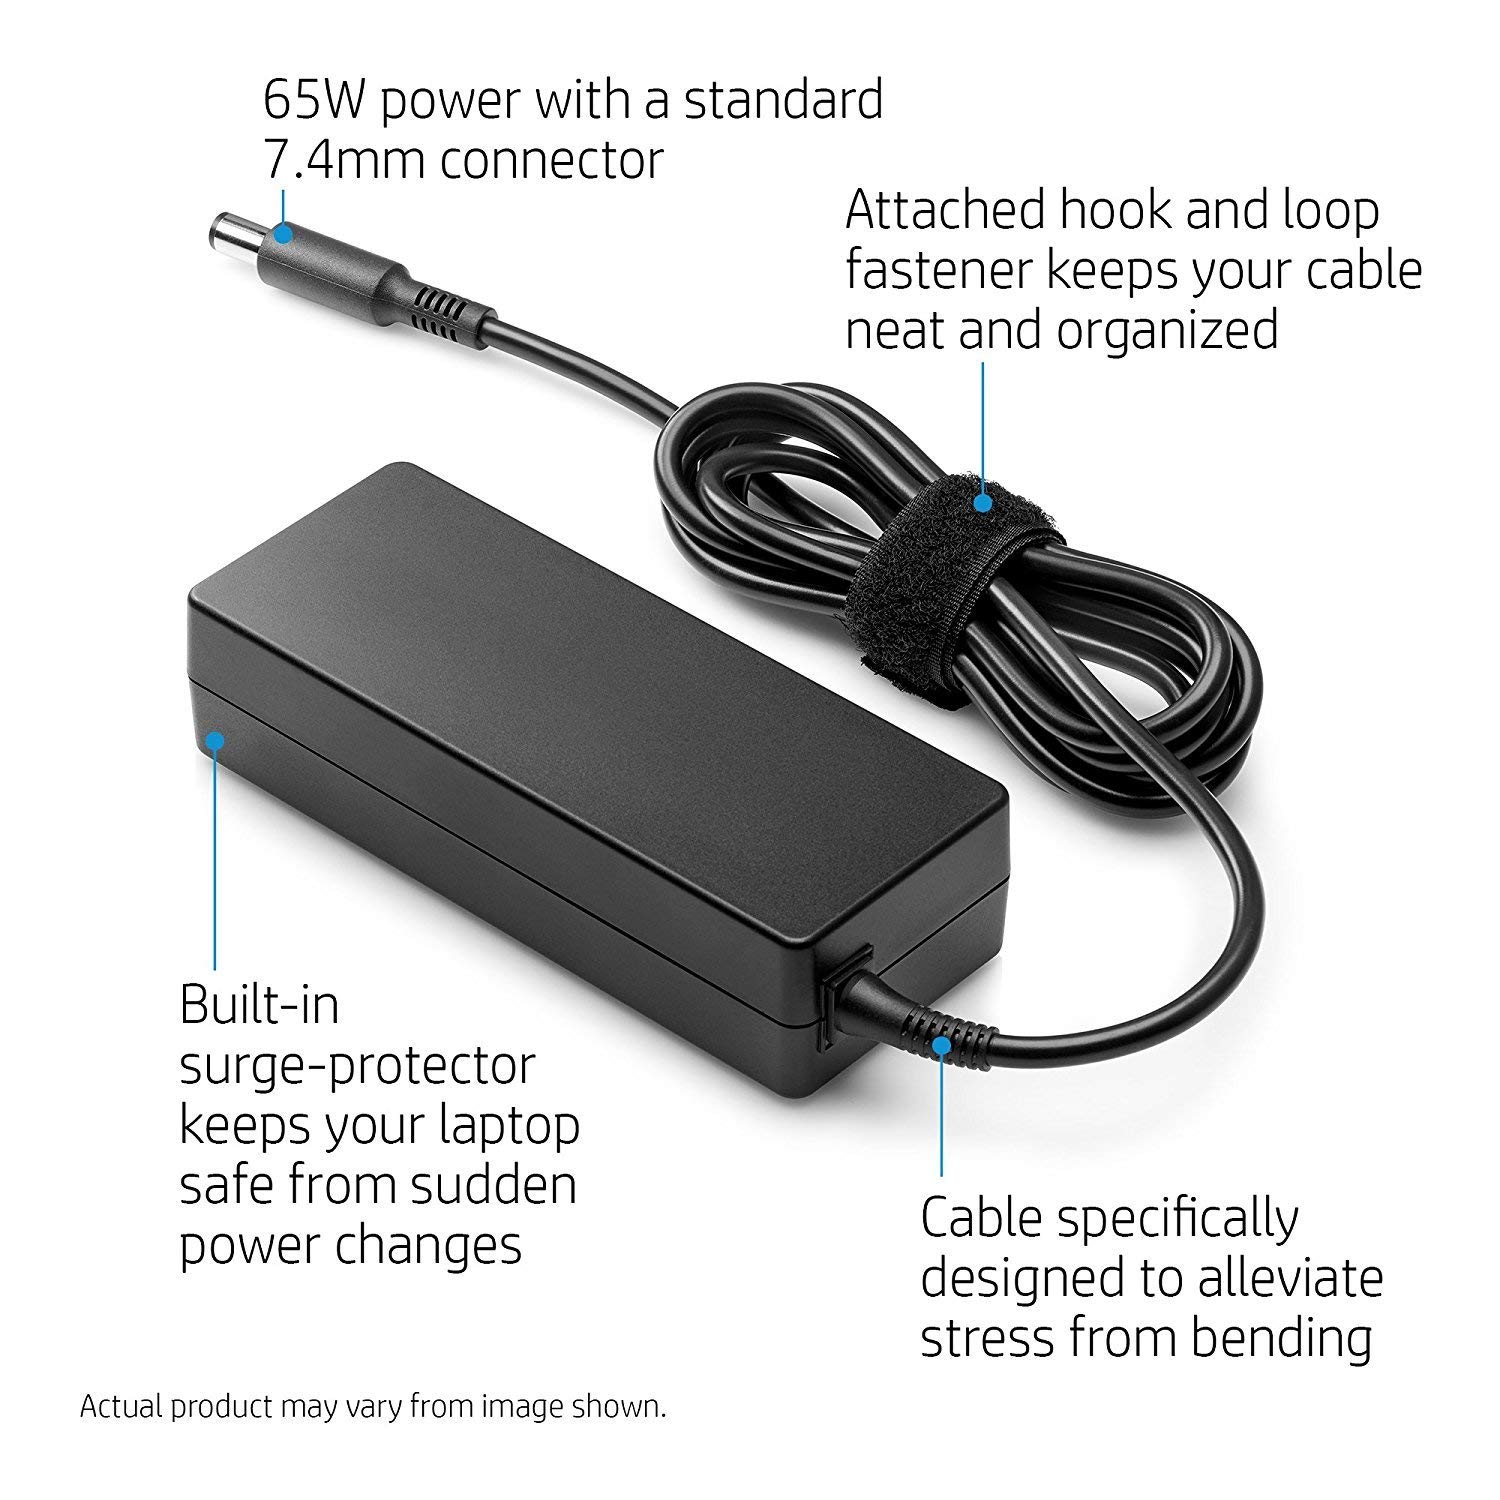 65W power with a standard
7.4mm connector
Attached hook and loop
fastener keeps your cable
neat and organized
Built-in
surge-protector
keeps your laptop
safe from sudden
power changes
Cable specifically
designed to alleviate
stress from bending
Actual product may vary from image shown.